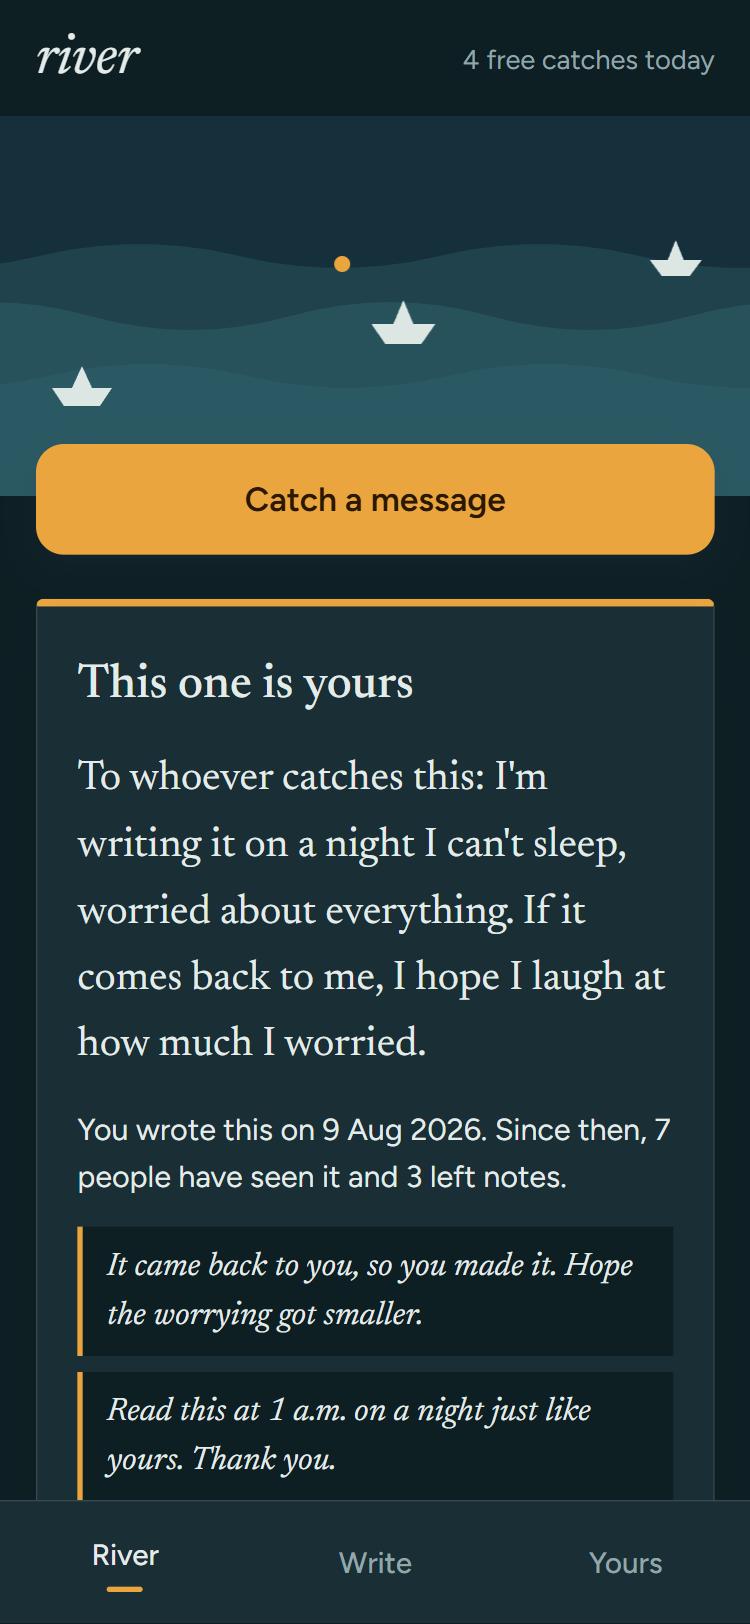 river
4 free catches today
Catch a message
This one is yours
To whoever catches this: I'm
writing it on a night I can't sleep,
worried about everything. If it
comes back to me, I hope I laugh at
how much I worried.
You wrote this on 9 Aug 2026. Since then, 7
people have seen it and 3 left notes.
It came back to you, so you made it. Hope
the worrying got smaller.
Read this at 1 a.m. on a night just like
yours. Thank you.
River
Write
Yours